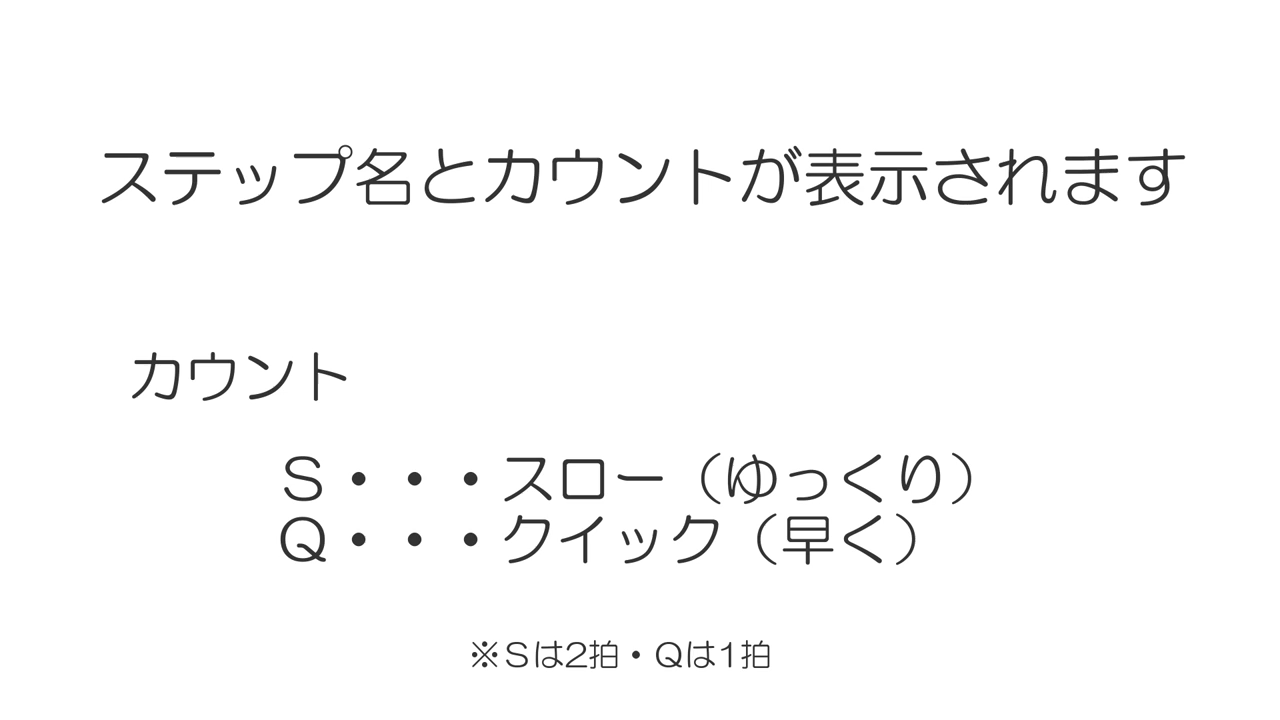 ステップ名とカウントが表示されます
カウント
Ｓ・・・スロー（ゆっくり）
Ｑ・・・クイック（早く）
※Ｓは2拍・Ｑは1拍